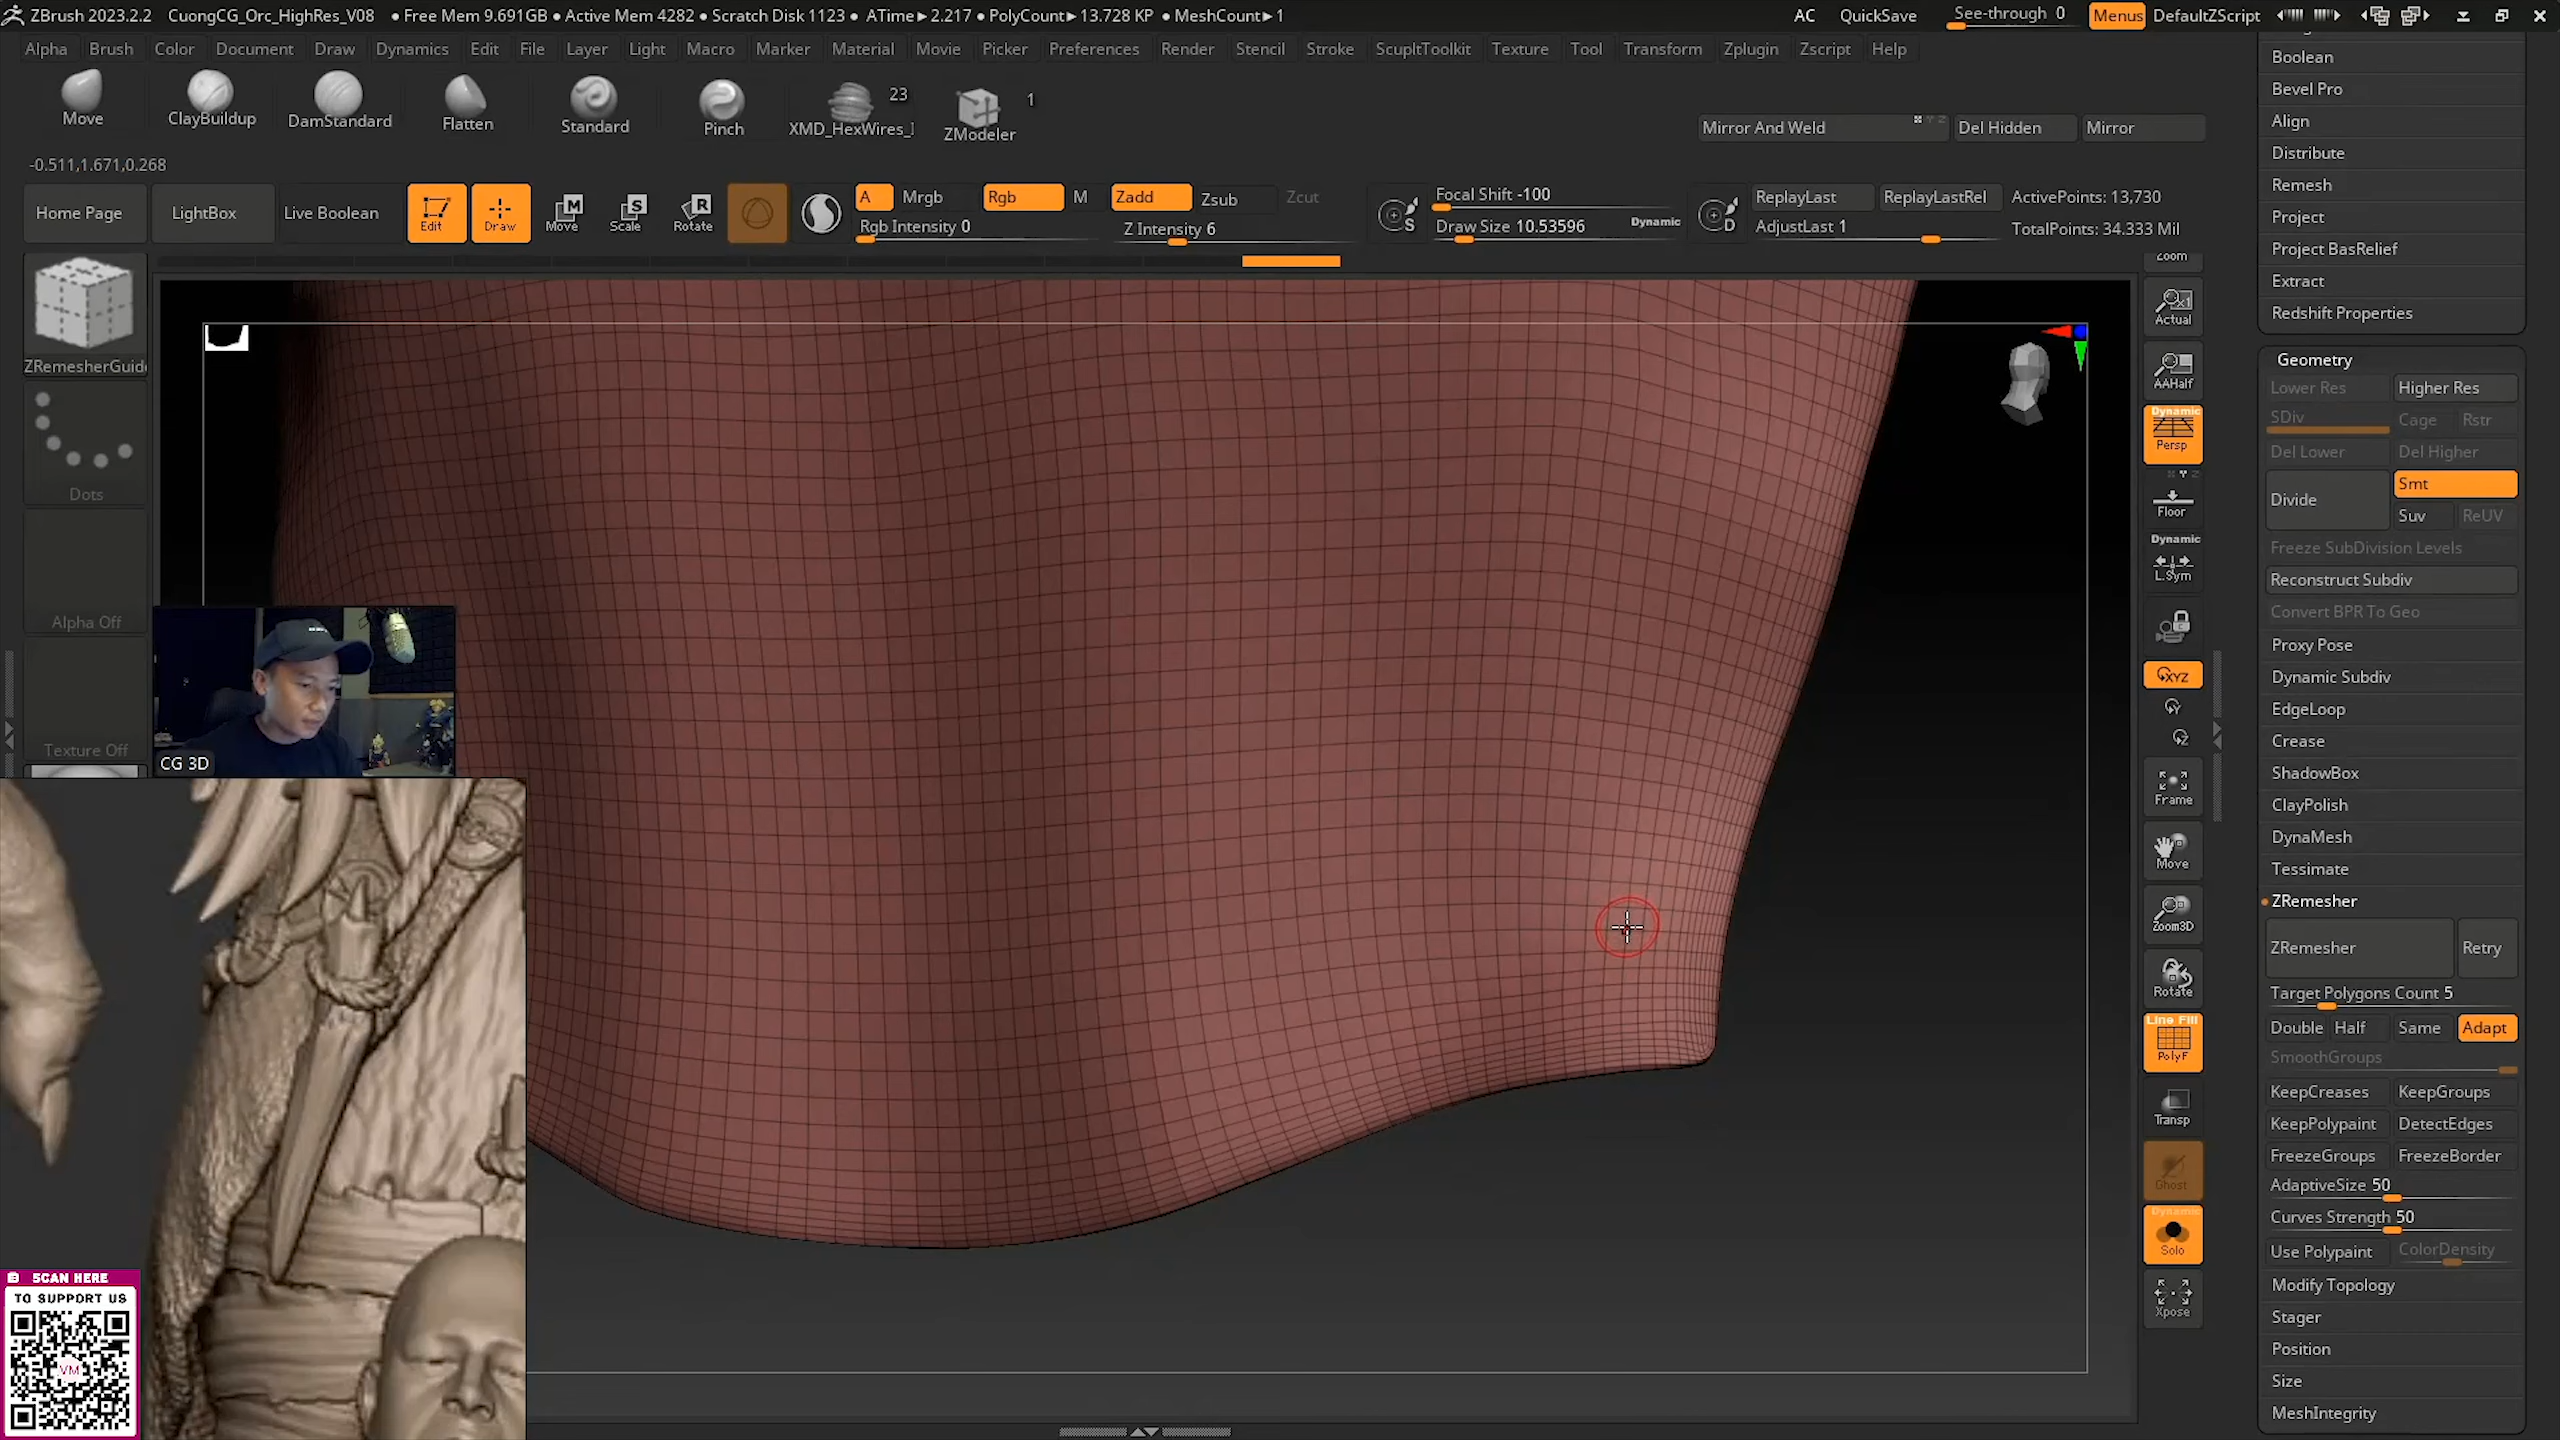 ZBrush 2023.2.2 CuongCG_Orc_HighRes_V08 • Free Mem 9.691GB • Active Mem 4282 • Scratch Disk 1123 • ATime►2.217 • PolyCount►13.728 KP • MeshCount►1 AC QuickSave See-through 0 Menus DefaultZScript
Alpha Brush Color Document Draw Dynamics Edit File Layer Light Macro Marker Material Movie Picker Preferences Render Stencil Stroke ScupltToolkit Texture Tool Transform Zplugin Zscript Help
Move ClayBuildup DamStandard Flatten Standard Pinch XMD_HexWires_I 23 ZModeler 1
Mirror And Weld Del Hidden Mirror
-0.511,1.671,0.268
Home Page LightBox Live Boolean Edit Draw Move Scale Rotate A Mrgb Rgb M Zadd Zsub Zcut
Rgb Intensity 0 Z Intensity 6
Focal Shift -100
Draw Size 10.53596 Dynamic
ReplayLast ReplayLastRel ActivePoints: 13,730
AdjustLast 1 TotalPoints: 34.333 Mil
ZRemesherGuid
Dots
Alpha Off
Texture Off
CG 3D
SCAN HERE
TO SUPPORT US
VM
Zoom
Actual
AAHalf
Dynamic
Persp
Floor
Dynamic
L.Sym
XYZ
Y
Z
Frame
Move
Zoom3D
Rotate
Line Fill
PolyF
Transp
Ghost
Dynamic
Solo
Xpose
Boolean
Bevel Pro
Align
Distribute
Remesh
Project
Project BasRelief
Extract
Redshift Properties
Geometry
Lower Res Higher Res
SDiv Cage Rstr
Del Lower Del Higher
Divide Smt
Suv ReUV
Freeze SubDivision Levels
Reconstruct Subdiv
Convert BPR To Geo
Proxy Pose
Dynamic Subdiv
EdgeLoop
Crease
ShadowBox
ClayPolish
DynaMesh
Tessimate
ZRemesher
ZRemesher Retry
Target Polygons Count 5
Double Half Same Adapt
SmoothGroups
KeepCreases KeepGroups
KeepPolypaint DetectEdges
FreezeGroups FreezeBorder
AdaptiveSize 50
Curves Strength 50
Use Polypaint ColorDensity
Modify Topology
Stager
Position
Size
MeshIntegrity